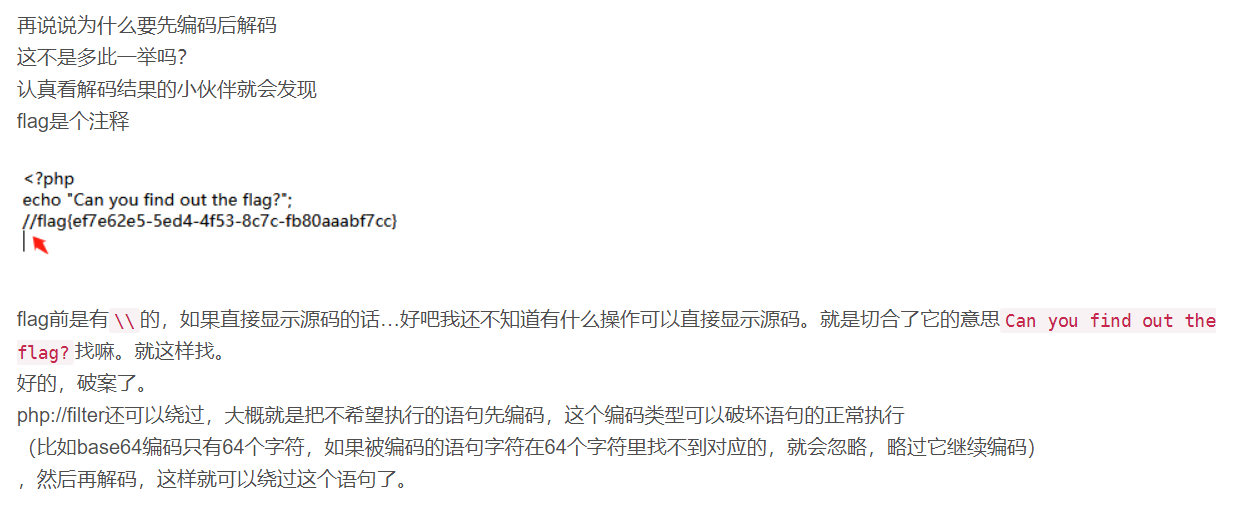 再说说为什么要先编码后解码
这不是多此一举吗？
认真看解码结果的小伙伴就会发现
flag是个注释
<?php
echo "Can you find out the flag?";
//flag{ef7e62e5-5ed4-4f53-8c7c-fb80aaabf7cc}
flag前是有 \\ 的，如果直接显示源码的话…好吧我还不知道有什么操作可以直接显示源码。就是切合了它的意思 Can you find out the
flag? 找嘛。就这样找。
好的，破案了。
php://filter还可以绕过，大概就是把不希望执行的语句先编码，这个编码类型可以破坏语句的正常执行
（比如base64编码只有64个字符，如果被编码的语句字符在64个字符里找不到对应的，就会忽略，略过它继续编码）
，然后再解码，这样就可以绕过这个语句了。